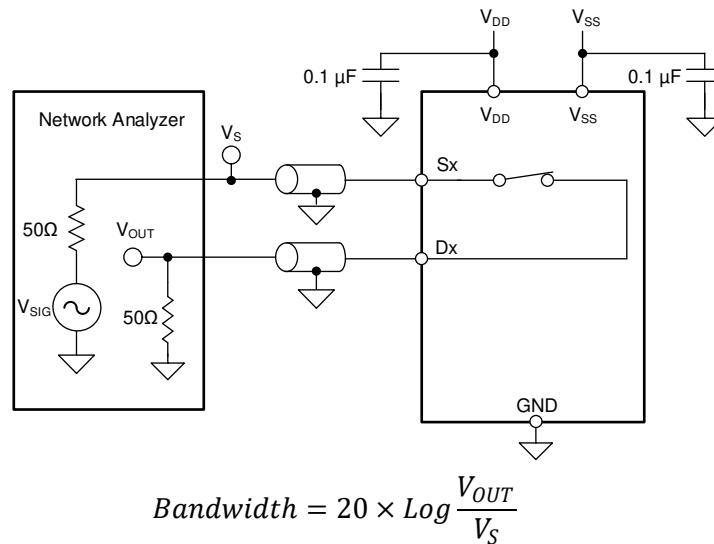 V_DD V_SS
0.1 µF 0.1 µF
Network Analyzer V_DD V_SS
V_S
Sx
50Ω V_OUT
Dx
V_SIG 50Ω
GND
Bandwidth = 20 × Log V_OUT / V_S